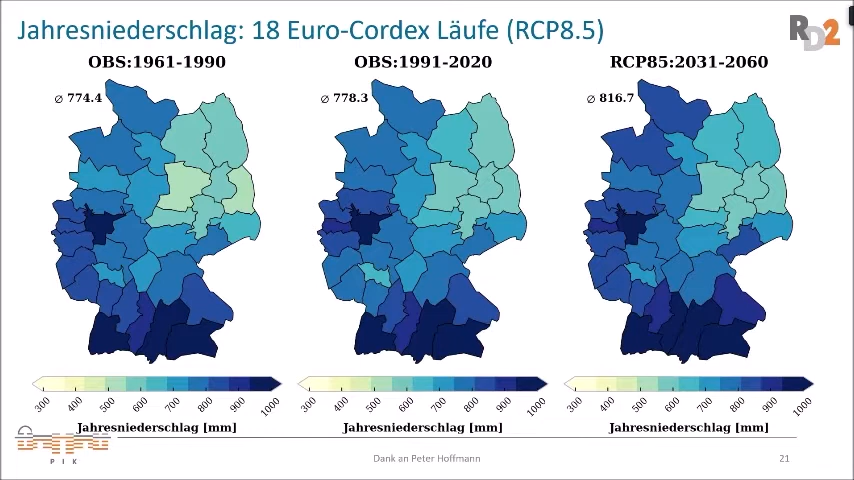 Jahresniederschlag: 18 Euro-Cordex Läufe (RCP8.5)
RD2
OBS:1961-1990
OBS:1991-2020
RCP85:2031-2060
∅ 774.4
∅ 778.3
∅ 816.7
300 400 500 600 700 800 900 1000
300 400 500 600 700 800 900 1000
300 400 500 600 700 800 900 1000
Jahresniederschlag [mm]
Jahresniederschlag [mm]
Jahresniederschlag [mm]
PIK
Dank an Peter Hoffmann
21